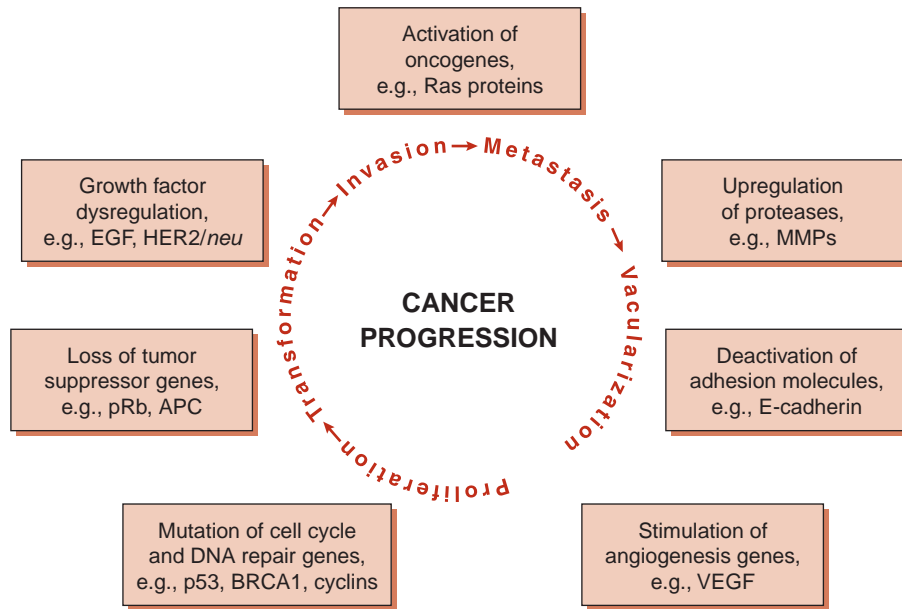 Activation of
oncogenes,
e.g., Ras proteins
Growth factor
dysregulation,
e.g., EGF, HER2/neu
Upregulation
of proteases,
e.g., MMPs
Loss of tumor
suppressor genes,
e.g., pRb, APC
Deactivation of
adhesion molecules,
e.g., E-cadherin
Mutation of cell cycle
and DNA repair genes,
e.g., p53, BRCA1, cyclins
Stimulation of
angiogenesis genes,
e.g., VEGF
Proliferation→Transformation→Invasion→Metastasis→Vacularization
CANCER
PROGRESSION